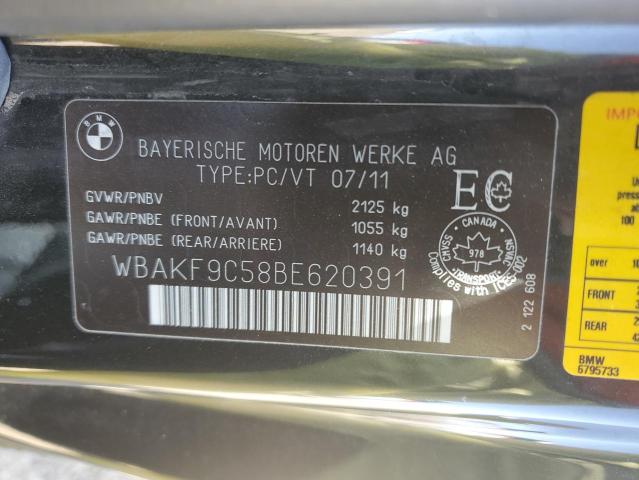 BMW
BAYERISCHE MOTOREN WERKE AG
TYPE:PC/VT 07/11
GVWR/PNBV 2125 kg
GAWR/PNBE (FRONT/AVANT) 1055 kg
GAWR/PNBE (REAR/ARRIERE) 1140 kg
WBAKF9C58BE620391
EC
CANADA
CMVSS
NSVAC
978
TRANSPORT
Complies with ICES-002
2 122 608
over
FRONT
REAR
BMW
6795733